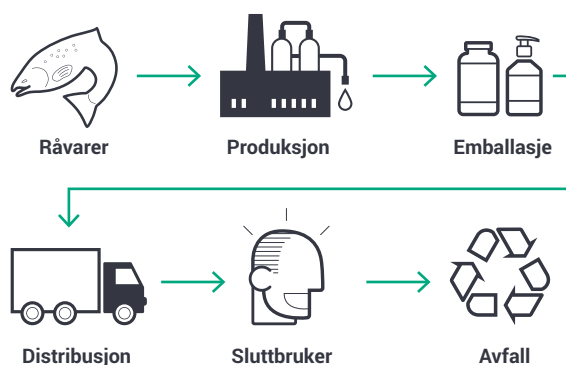 Råvarer
Produksjon
Emballasje
Distribusjon
Sluttbruker
Avfall